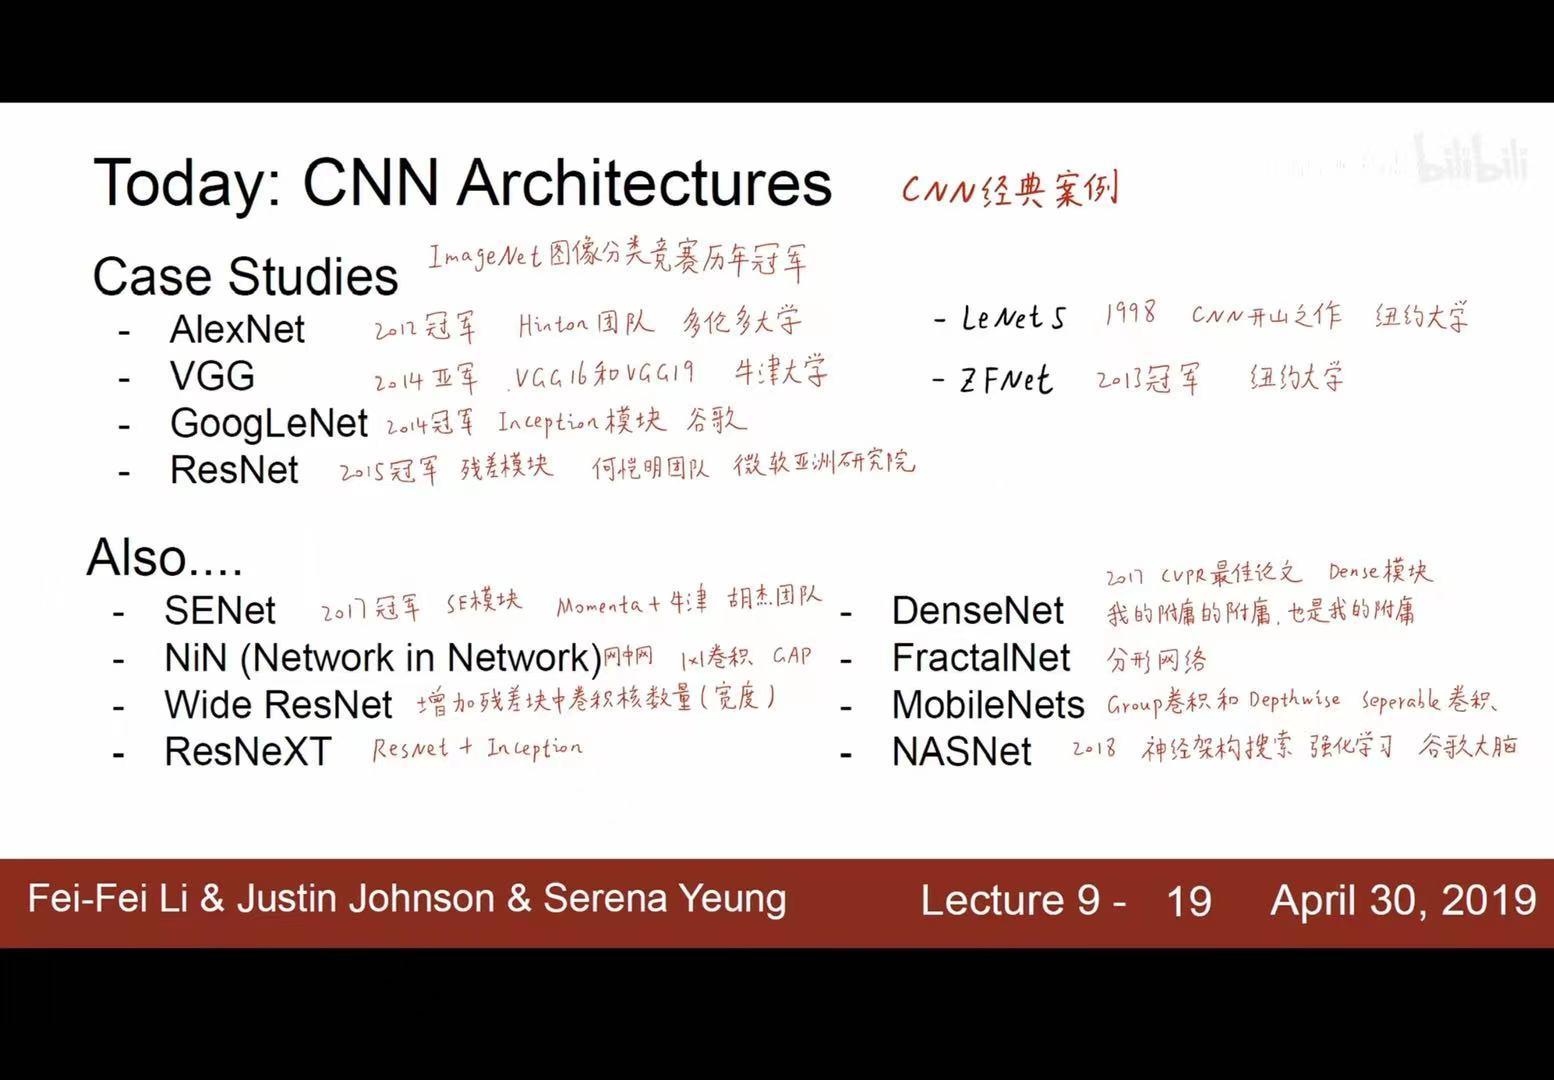 bilibili
Today: CNN Architectures CNN经典案例
Case Studies ImageNet图像分类竞赛历年冠军
- AlexNet 2012冠军 Hinton团队 多伦多大学
- VGG 2014亚军 VGG16和VGG19 牛津大学
- GoogLeNet 2014冠军 Inception模块 谷歌
- ResNet 2015冠军 残差模块 何恺明团队 微软亚洲研究院
- LeNet5 1998 CNN开山之作 纽约大学
- ZFNet 2013冠军 纽约大学
Also....
- SENet 2017冠军 SE模块 Momenta+牛津 胡杰团队
- NiN (Network in Network) 网中网 1x1卷积、GAP
- Wide ResNet 增加残差块中卷积核数量(宽度)
- ResNeXT ResNet + Inception
2017 CVPR最佳论文 Dense模块
- DenseNet 我的附庸的附庸,也是我的附庸
- FractalNet 分形网络
- MobileNets Group卷积和Depthwise Seperable卷积、
- NASNet 2018 神经架构搜索 强化学习 谷歌大脑
Fei-Fei Li & Justin Johnson & Serena Yeung Lecture 9 - 19 April 30, 2019